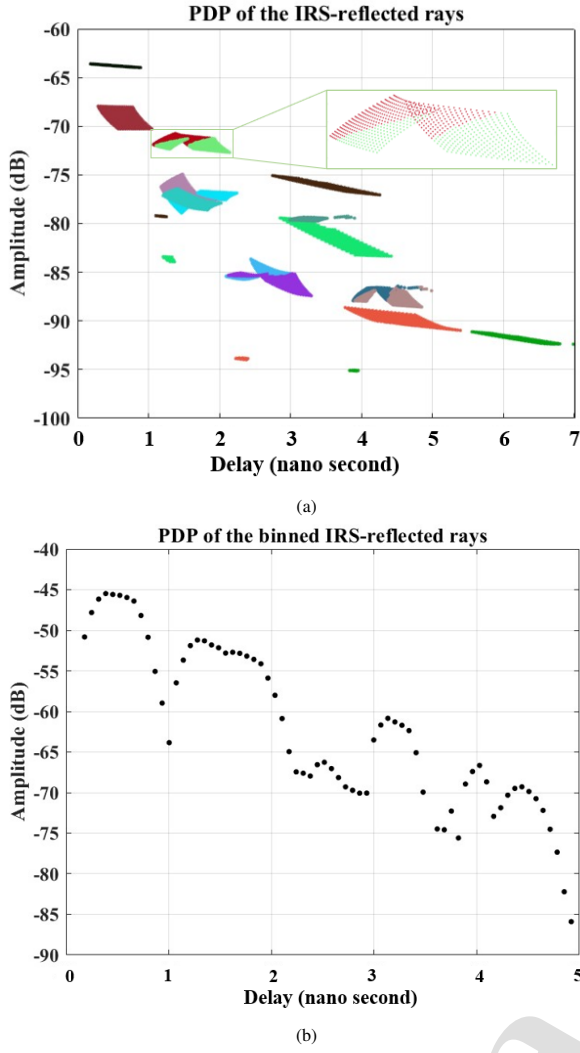 PDP of the IRS-reflected rays
-60
-65
-70
-75
-80
-85
-90
-95
-100
Amplitude (dB)
0 1 2 3 4 5 6 7
Delay (nano second)
(a)
PDP of the binned IRS-reflected rays
-40
-45
-50
-55
-60
-65
-70
-75
-80
-85
-90
Amplitude (dB)
0 1 2 3 4 5
Delay (nano second)
(b)